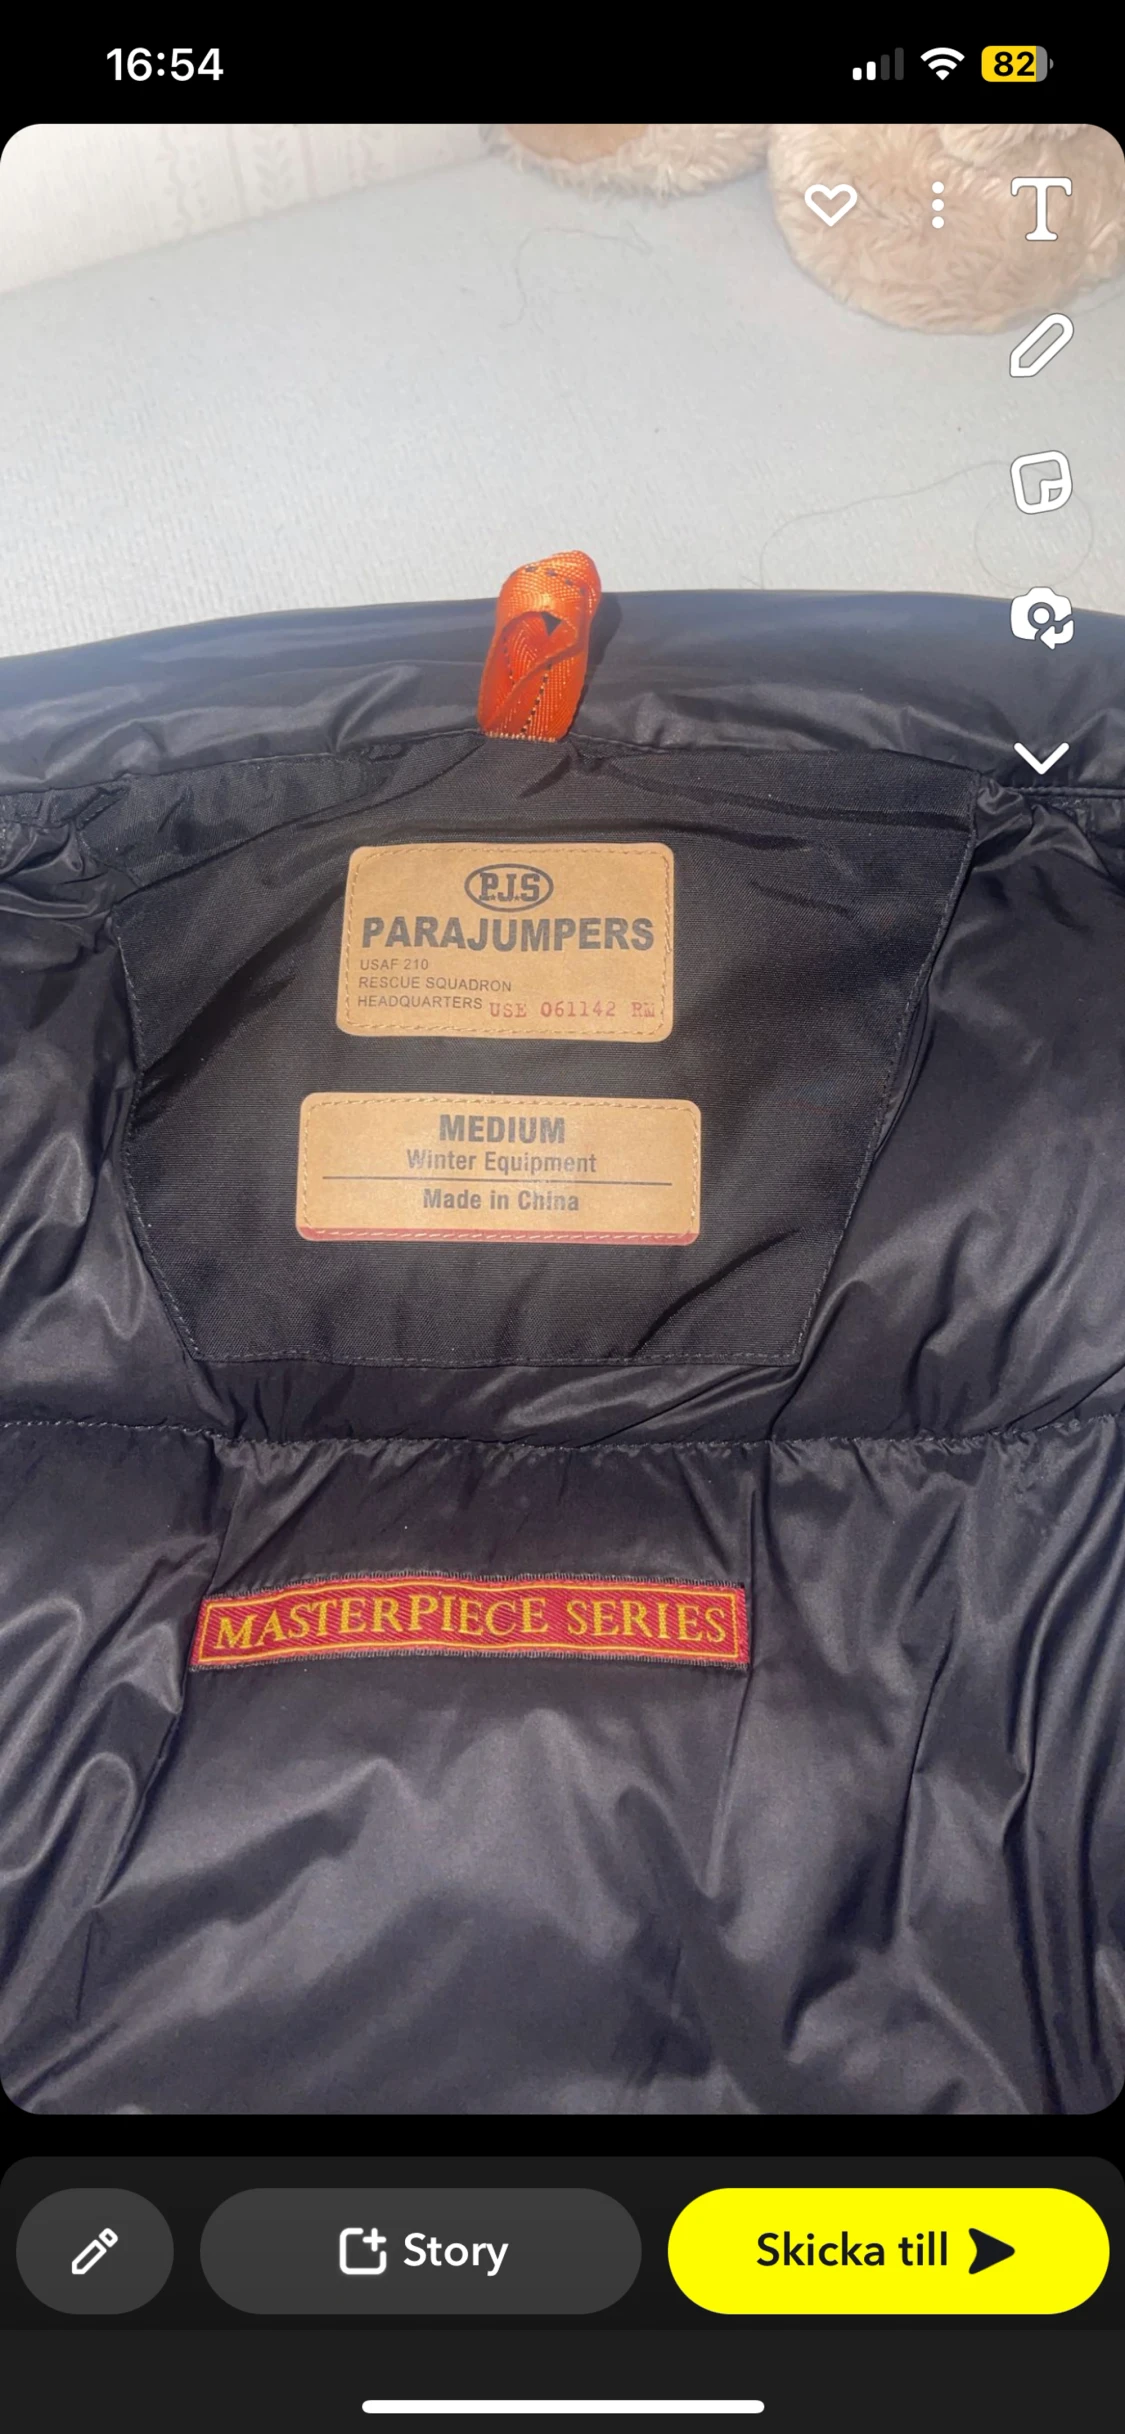 16:54
82
T
P.J.S
PARAJUMPERS
USAF 210
RESCUE SQUADRON
HEADQUARTERS USE 061142 RW
MEDIUM
Winter Equipment
Made in China
MASTERPIECE SERIES
Story
Skicka till